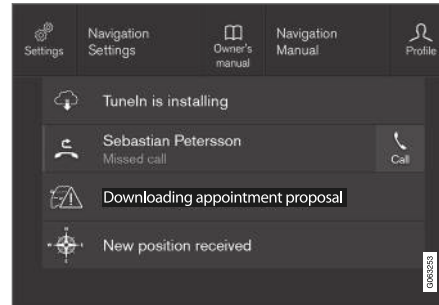 Settings
Navigation
Settings
Owner's
manual
Navigation
Manual
Profile
TuneIn is installing
Sebastian Petersson
Missed call
Call
Downloading appointment proposal
New position received
G063253